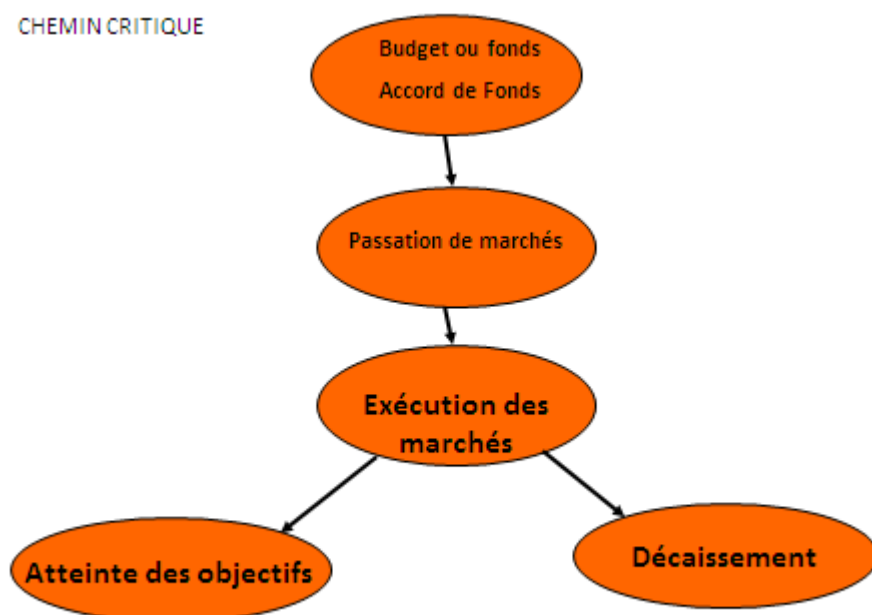 CHEMIN CRITIQUE
Budget ou fonds
Accord de Fonds
Passation de marchés
Exécution des
marchés
Atteinte des objectifs
Décaissement